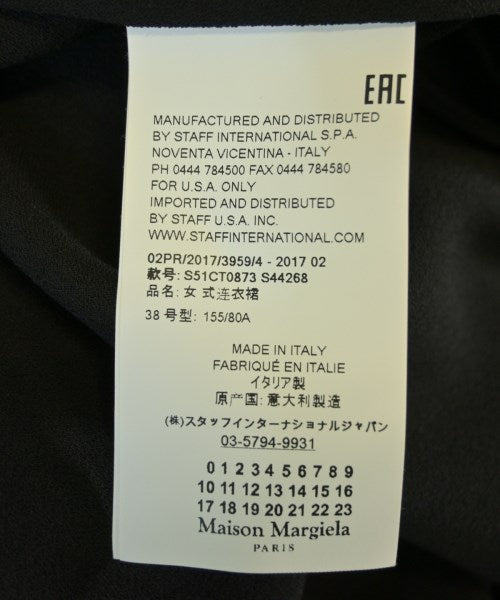 EAC
MANUFACTURED AND DISTRIBUTED
BY STAFF INTERNATIONAL S.P.A.
NOVENTA VICENTINA - ITALY
PH 0444 784500 FAX 0444 784580
FOR U.S.A. ONLY
IMPORTED AND DISTRIBUTED
BY STAFF U.S.A. INC.
WWW.STAFFINTERNATIONAL.COM
02PR/2017/3959/4 - 2017 02
款号: S51CT0873 S44268
品名: 女 式连衣裙
38 号型: 155/80A
MADE IN ITALY
FABRIQUÉ EN ITALIE
イタリア製
原产国: 意大利製造
(株)スタッフインターナショナルジャパン
03-5794-9931
0 1 2 3 4 5 6 7 8 9
10 11 12 13 14 15 16
17 18 19 20 21 22 23
Maison Margiela
PARIS